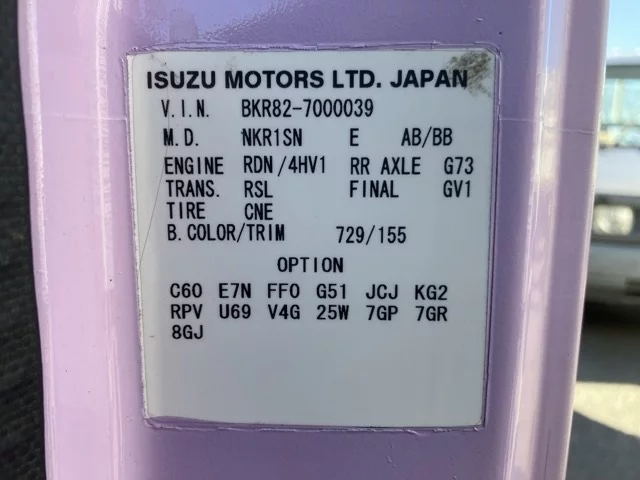 ISUZU MOTORS LTD. JAPAN
V.I.N. BKR82-7000039
M.D. NKR1SN E AB/BB
ENGINE RDN/4HV1 RR AXLE G73
TRANS. RSL FINAL GV1
TIRE CNE
B.COLOR/TRIM 729/155
OPTION
C60 E7N FF0 G51 JCJ KG2
RPV U69 V4G 25W 7GP 7GR
8GJ